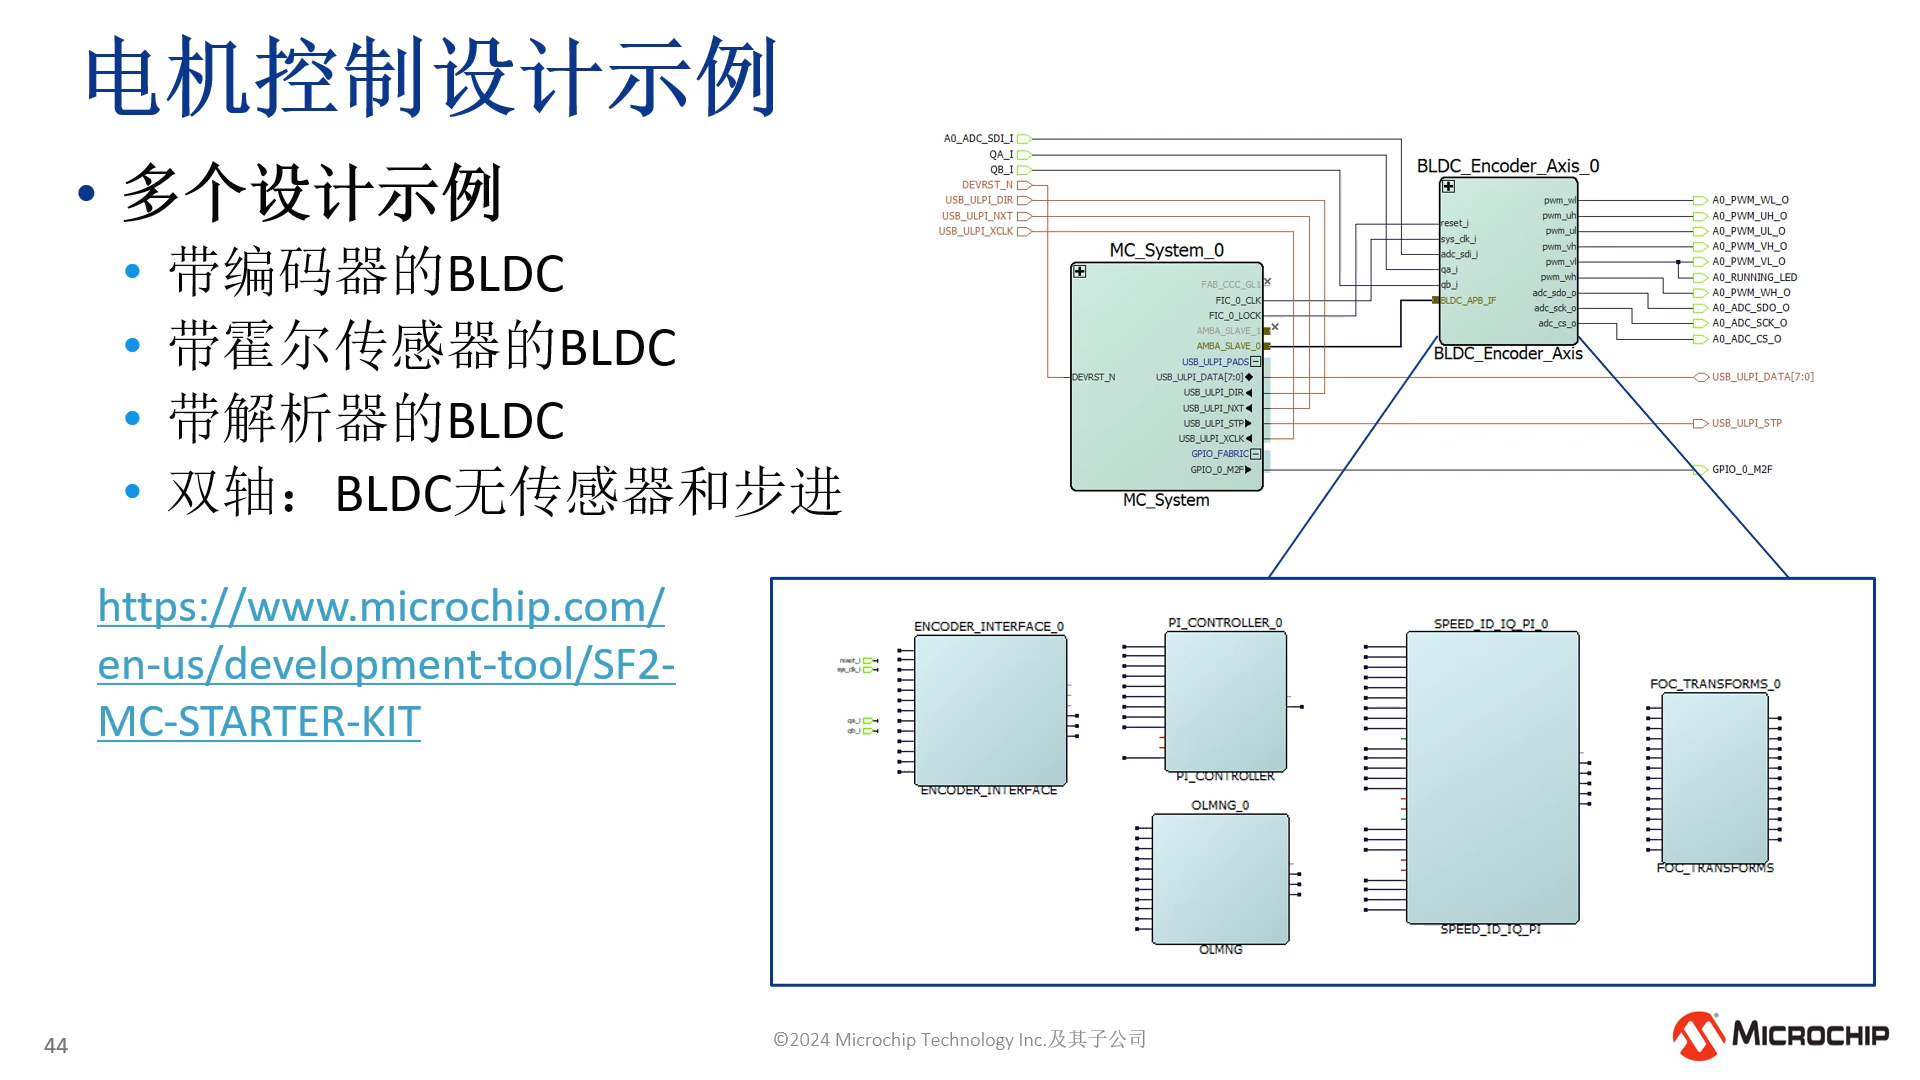 电机控制设计示例
• 多个设计示例
• 带编码器的BLDC
• 带霍尔传感器的BLDC
• 带解析器的BLDC
• 双轴：BLDC无传感器和步进
https://www.microchip.com/
en-us/development-tool/SF2-
MC-STARTER-KIT
A0_ADC_SDI_I
QA_I
QB_I
DEVRST_N
USB_ULPI_DIR
USB_ULPI_NXT
USB_ULPI_XCLK
MC_System_0
FAB_CCC_GL1
FIC_0_CLK
FIC_0_LOCK
AMBA_SLAVE_1
AMBA_SLAVE_0
USB_ULPI_PADS
DEVRST_N
USB_ULPI_DATA[7:0]
USB_ULPI_DIR
USB_ULPI_NXT
USB_ULPI_STP
USB_ULPI_XCLK
GPIO_FABRIC
GPIO_0_M2F
MC_System
BLDC_Encoder_Axis_0
reset_i
sys_clk_i
adc_sdi_i
qa_i
qb_i
BLDC_APB_IF
pwm_wl
pwm_uh
pwm_ul
pwm_vh
pwm_vl
pwm_wh
adc_sdo_o
adc_sck_o
adc_cs_o
BLDC_Encoder_Axis
A0_PWM_WL_O
A0_PWM_UH_O
A0_PWM_UL_O
A0_PWM_VH_O
A0_PWM_VL_O
A0_RUNNING_LED
A0_PWM_WH_O
A0_ADC_SDO_O
A0_ADC_SCK_O
A0_ADC_CS_O
USB_ULPI_DATA[7:0]
USB_ULPI_STP
GPIO_0_M2F
ENCODER_INTERFACE_0
reset_i
sys_clk_i
qa_i
qb_i
ENCODER_INTERFACE
PI_CONTROLLER_0
PI_CONTROLLER
OLMNG_0
OLMNG
SPEED_ID_IQ_PI_0
SPEED_ID_IQ_PI
FOC_TRANSFORMS_0
FOC_TRANSFORMS
44
©2024 Microchip Technology Inc.及其子公司
MICROCHIP